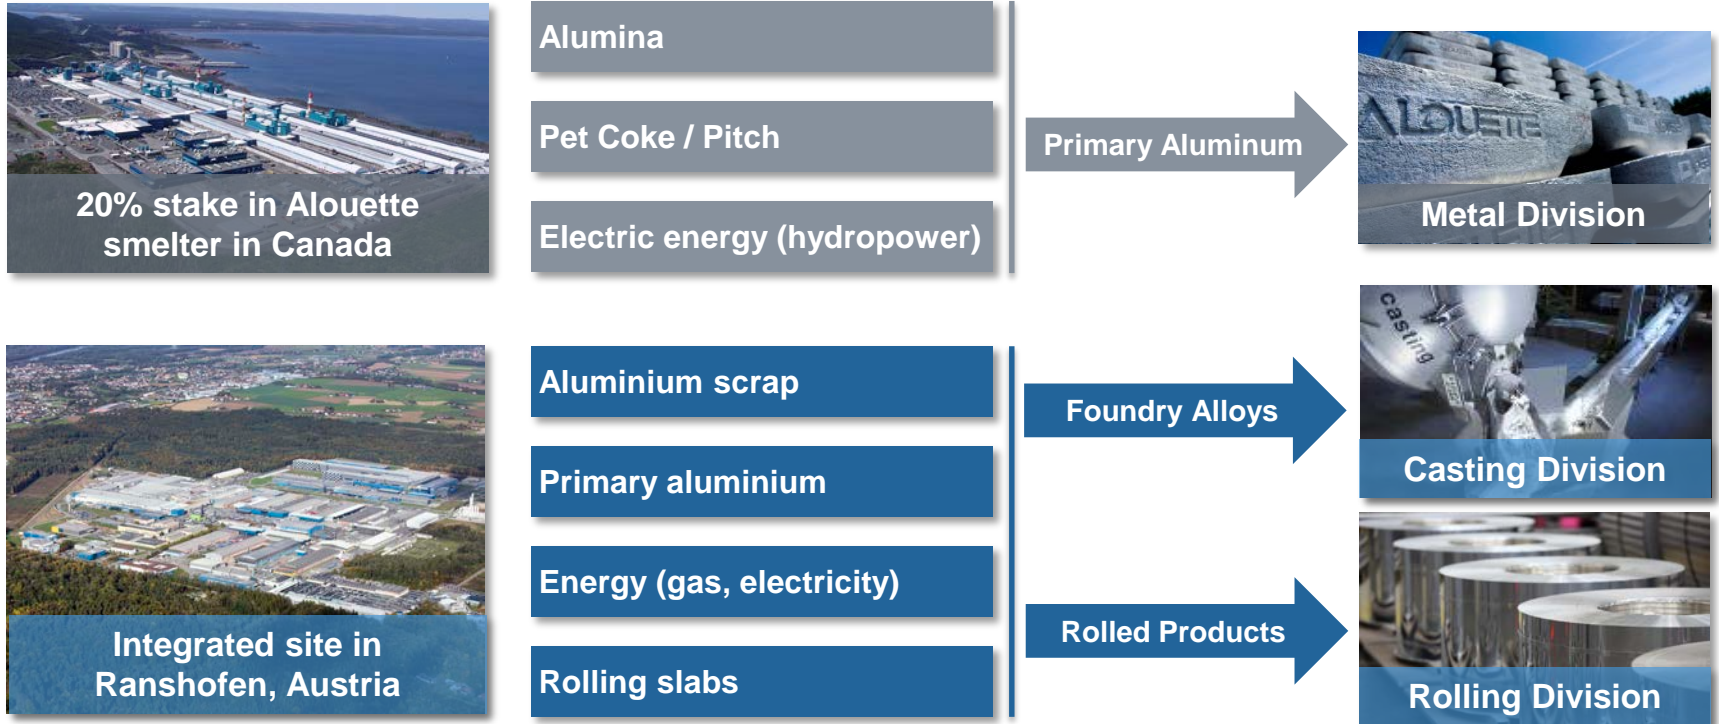 Alumina
Pet Coke / Pitch
Electric energy (hydropower)
20% stake in Alouette
smelter in Canada
Primary Aluminum
ALOUETTE
Metal Division
Aluminium scrap
Primary aluminium
Energy (gas, electricity)
Rolling slabs
Integrated site in
Ranshofen, Austria
Foundry Alloys
casting
Casting Division
Rolled Products
Rolling Division